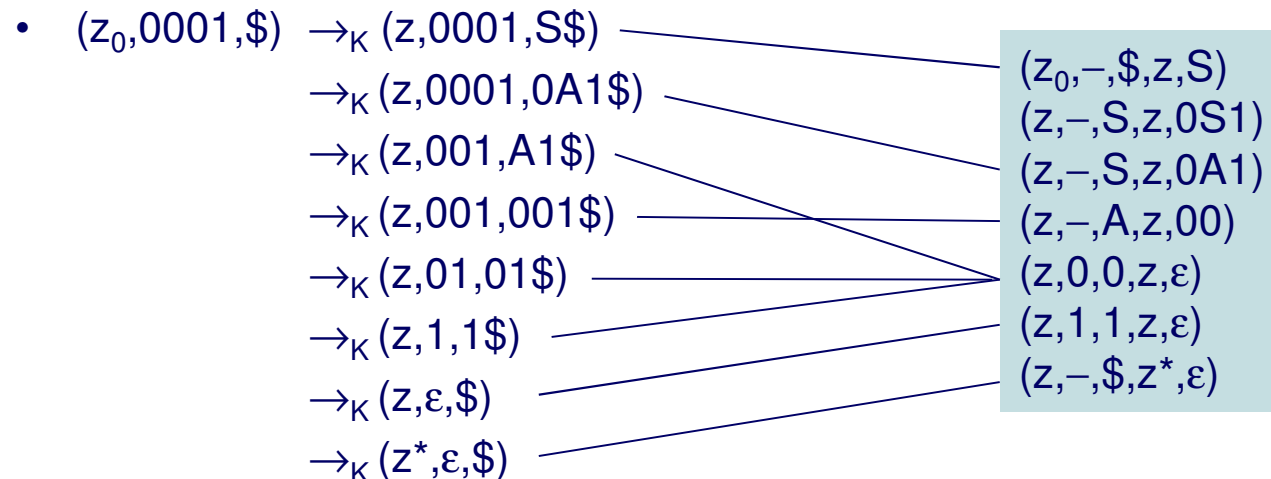 • (z₀,0001,$) →K (z,0001,S$)
→K (z,0001,0A1$)
→K (z,001,A1$)
→K (z,001,001$)
→K (z,01,01$)
→K (z,1,1$)
→K (z,ε,$)
→K (z*,ε,$)
(z₀,–,$,z,S)
(z,–,S,z,0S1)
(z,–,S,z,0A1)
(z,–,A,z,00)
(z,0,0,z,ε)
(z,1,1,z,ε)
(z,–,$,z*,ε)